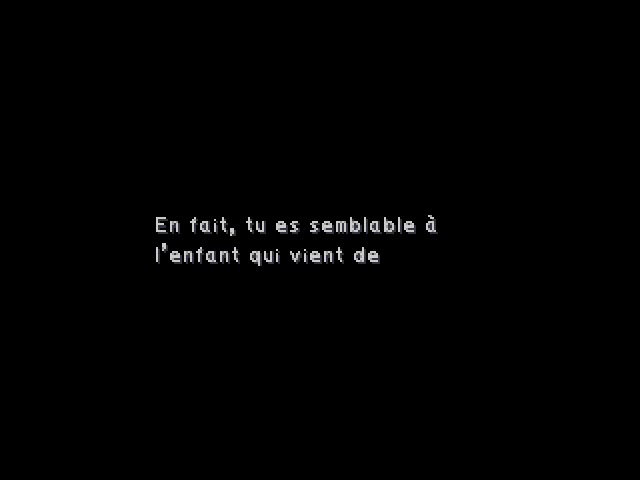 En fait, tu es semblable à
l'enfant qui vient de